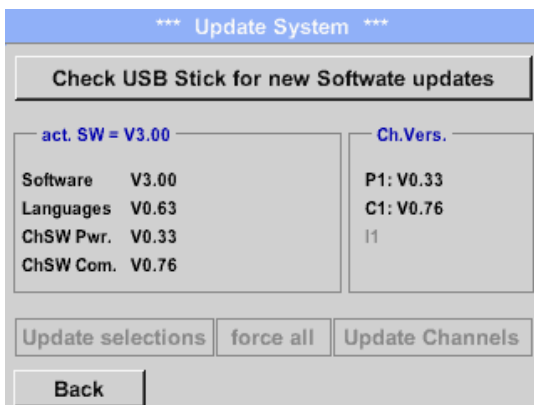 *** Update System ***
Check USB Stick for new Softwate updates
act. SW = V3.00
Software V3.00
Languages V0.63
ChSW Pwr. V0.33
ChSW Com. V0.76
Ch.Vers.
P1: V0.33
C1: V0.76
I1
Update selections force all Update Channels
Back